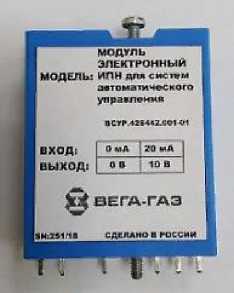 МОДУЛЬ
ЭЛЕКТРОННЫЙ
МОДЕЛЬ: ИПН для систем
автоматического
управления
ВСУР.426442.001-01
ВХОД: 0 мА 20 мА
ВЫХОД: 0 В 10 В
ВЕГА-ГАЗ
SN:251/18 СДЕЛАНО В РОССИИ